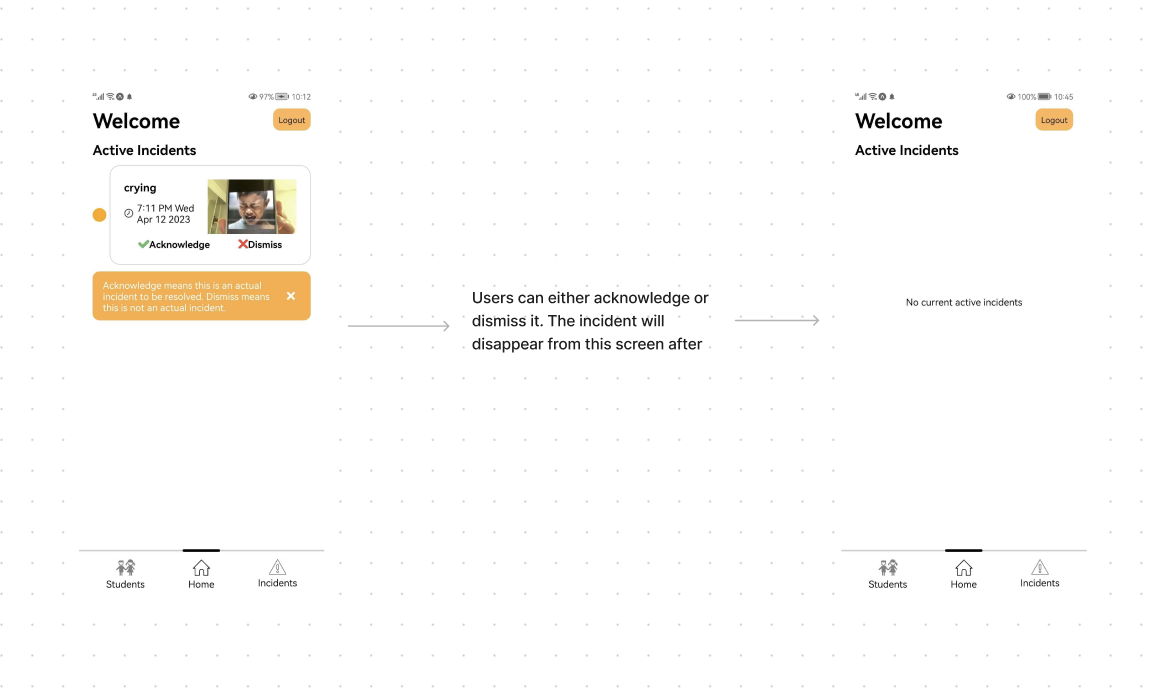 97% 10:12
Welcome
Logout
Active Incidents
crying
7:11 PM Wed
Apr 12 2023
Acknowledge
Dismiss
Acknowledge means this is an actual
incident to be resolved. Dismiss means
this is not an actual incident.
Students
Home
Incidents
Users can either acknowledge or
dismiss it. The incident will
disappear from this screen after
100% 10:45
Welcome
Logout
Active Incidents
No current active incidents
Students
Home
Incidents